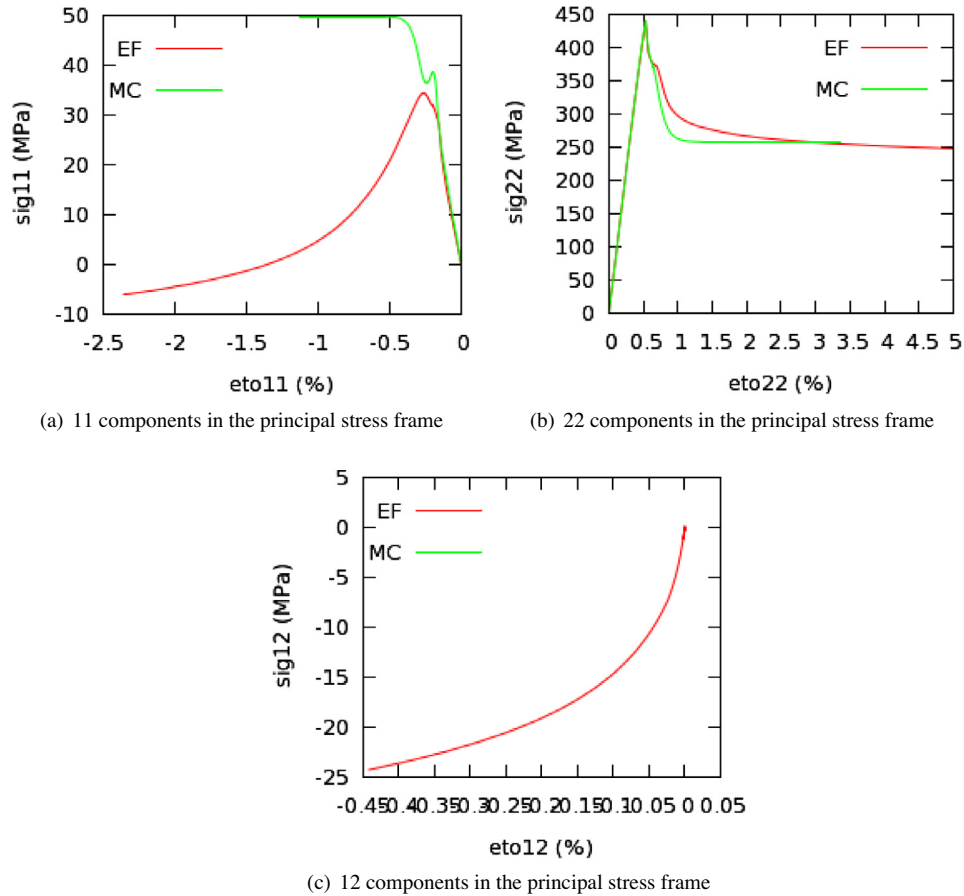 50
40
30
20
10
0
-10
sig11 (MPa)
EF
MC
-2.5 -2 -1.5 -1 -0.5 0
eto11 (%)
(a) 11 components in the principal stress frame
450
400
350
300
250
200
150
100
50
0
sig22 (MPa)
EF
MC
0 0.5 1 1.5 2 2.5 3 3.5 4 4.5 5
eto22 (%)
(b) 22 components in the principal stress frame
5
0
-5
-10
-15
-20
-25
sig12 (MPa)
EF
MC
-0.45 -0.4 -0.35 -0.3 -0.25 -0.2 -0.15 -0.1 -0.05 0 0.05
eto12 (%)
(c) 12 components in the principal stress frame